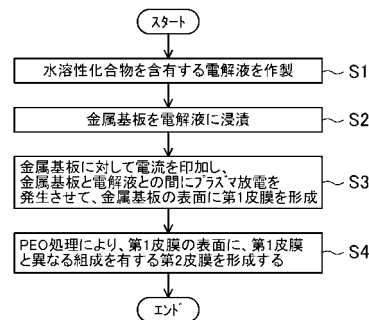 スタート
水溶性化合物を含有する電解液を作製
S1
金属基板を電解液に浸漬
S2
金属基板に対して電流を印加し、
金属基板と電解液との間にプラズマ放電を
発生させて、金属基板の表面に第1皮膜を形成
S3
PEO処理により、第1皮膜の表面に、第1皮膜
と異なる組成を有する第2皮膜を形成する
S4
エンド